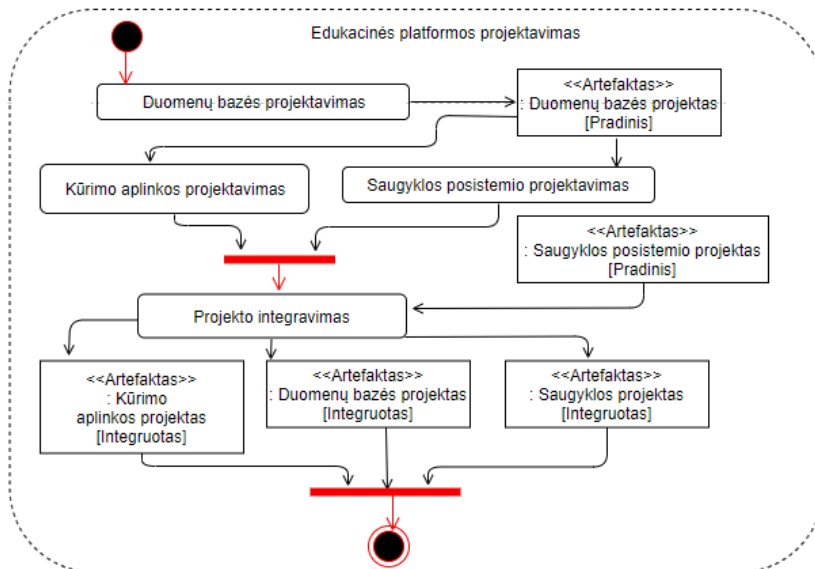 Edukacinės platformos projektavimas
Duomenų bazės projektavimas
<<Artefaktas>>
: Duomenų bazės projektas
[Pradinis]
Kūrimo aplinkos projektavimas
Saugyklos posistemio projektavimas
<<Artefaktas>>
: Saugyklos posistemio projektas
[Pradinis]
Projekto integravimas
<<Artefaktas>>
: Kūrimo
aplinkos projektas
[Integruotas]
<<Artefaktas>>
: Duomenų bazės projektas
[Integruotas]
<<Artefaktas>>
: Saugyklos projektas
[Integruotas]